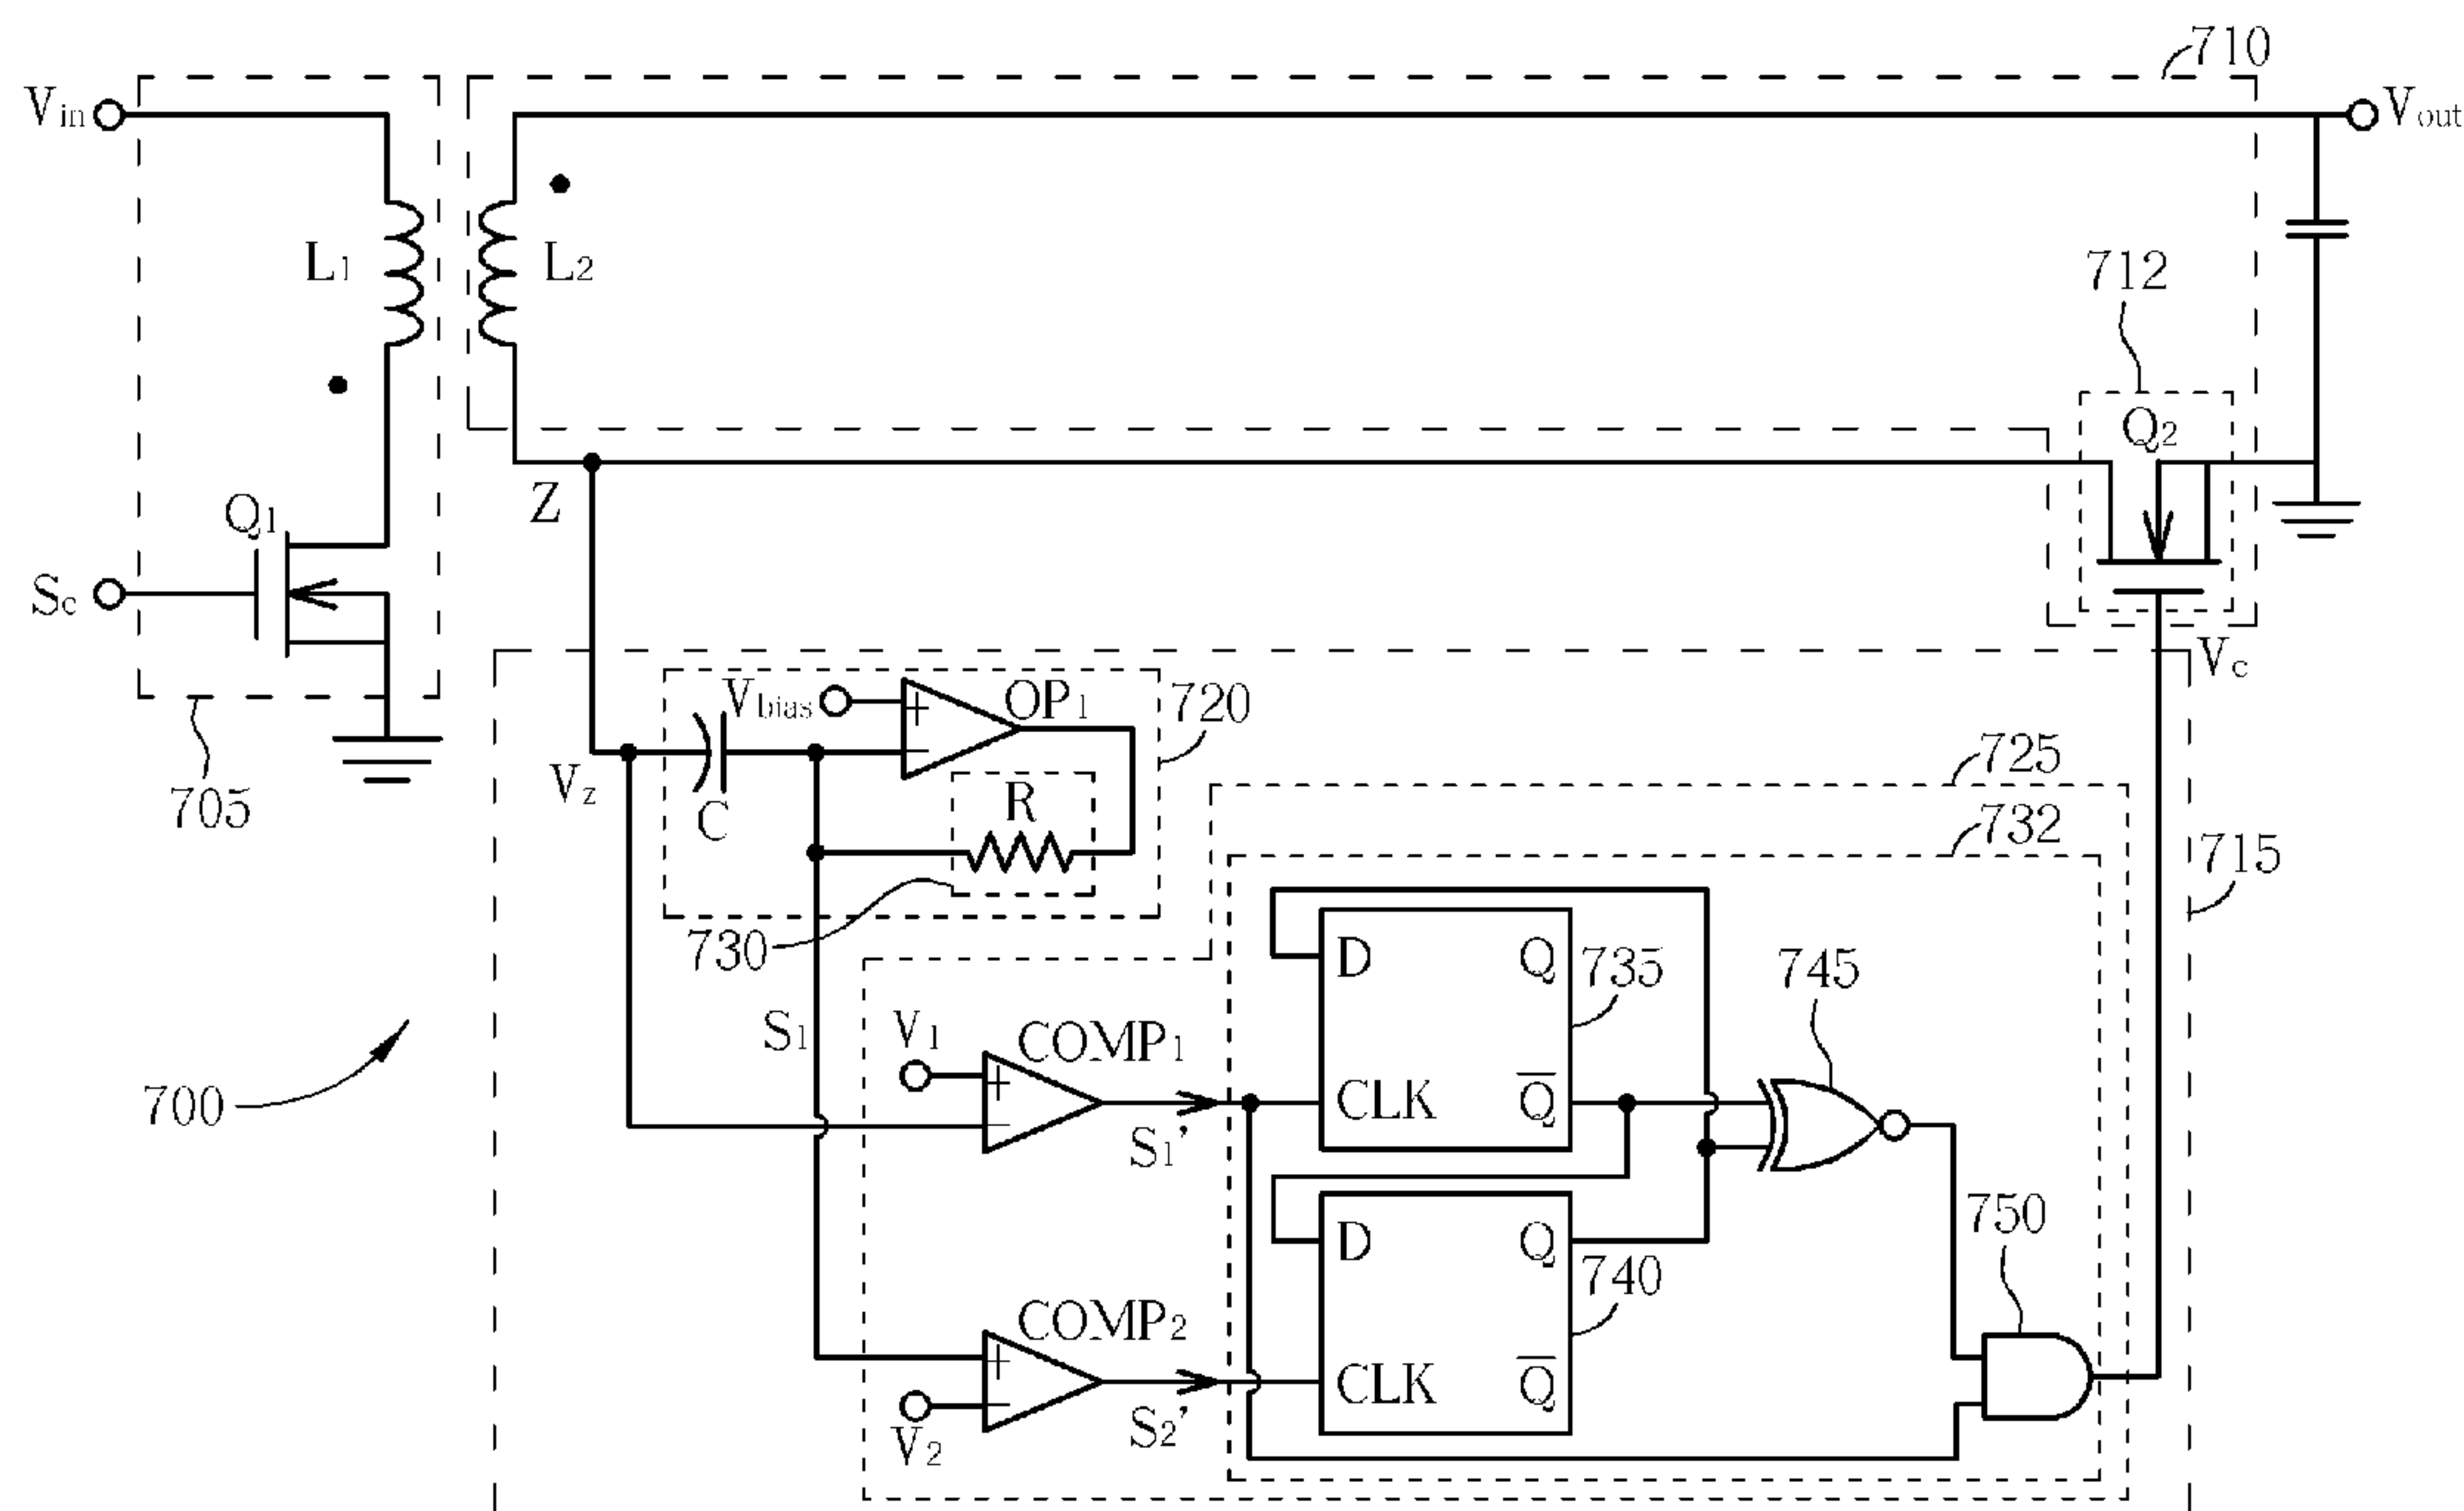 710
Vin
Vout
L1
L2
712
Q2
Z
Q1
Sc
Vc
Vbias
+
OP1
−
720
Vz
C
R
725
705
732
715
730
D
Q
735
745
S1
V1
COMP1
+
−
CLK
Q̅
S1’
700
750
D
Q
740
COMP2
+
−
CLK
Q̅
S2’
V2